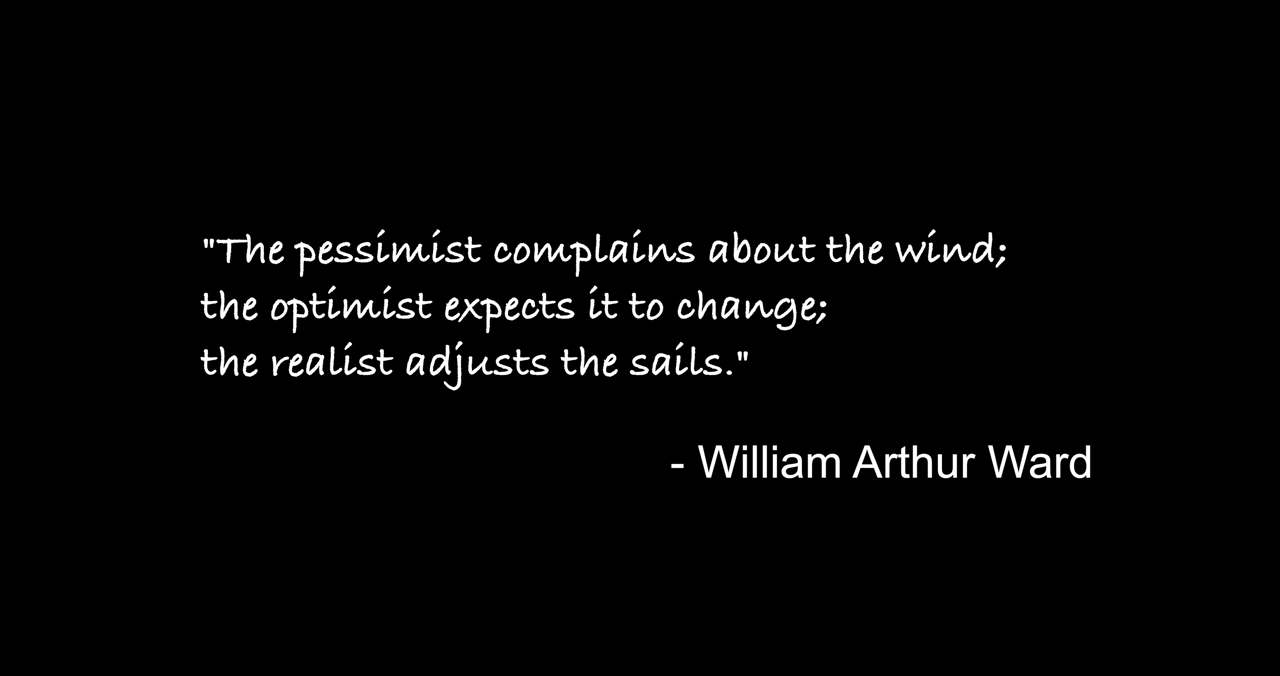 "The pessimist complains about the wind;
the optimist expects it to change;
the realist adjusts the sails."
- William Arthur Ward